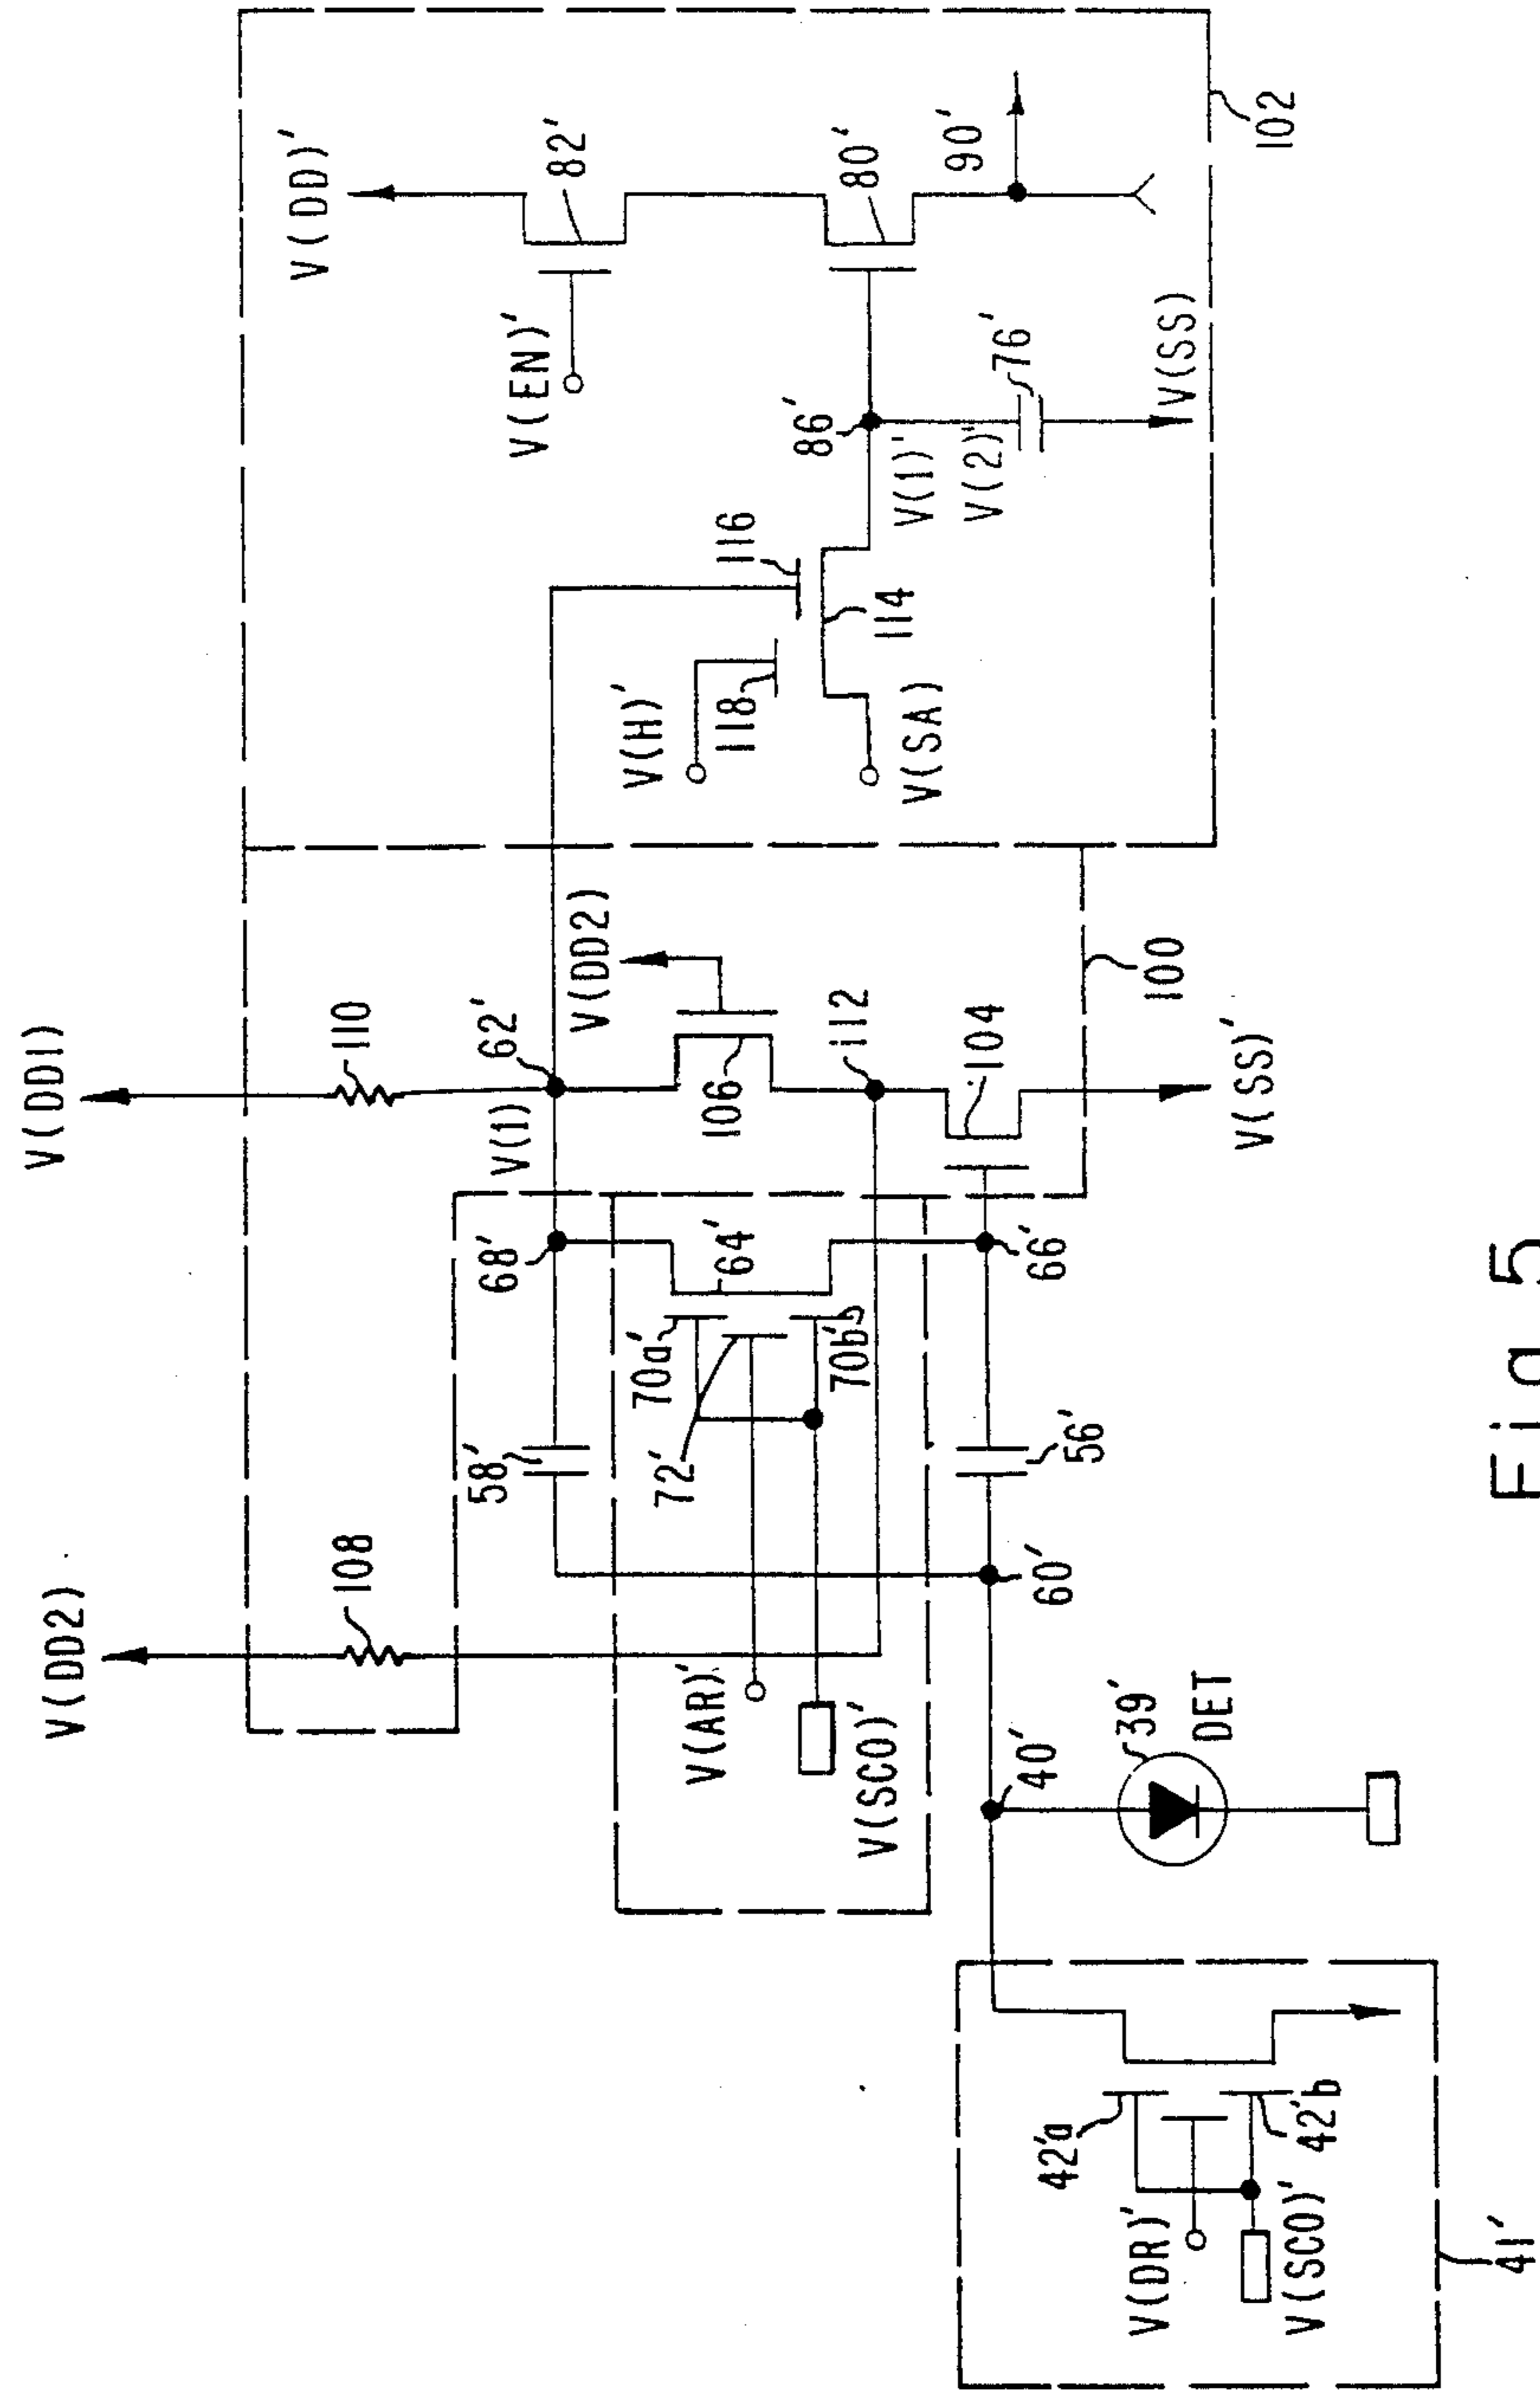 V(DD1)
V(DD2)
110
108
V(DD)'
82'
V(EN)'
80'
90'
86'
V(1)'
V(2)'
76'
V(SS)
102
116
114
V(H)'
118
V(SA)
62'
V(1)
V(DD2)
106
112
104
100
V(SS)'
68'
64'
66'
70a'
70b'
72'
58'
56'
60'
V(AR)'
V(SCO)'
40'
39'
DET
42'a
42'b
V(DR)'
V(SCO)'
41'
Fig 5